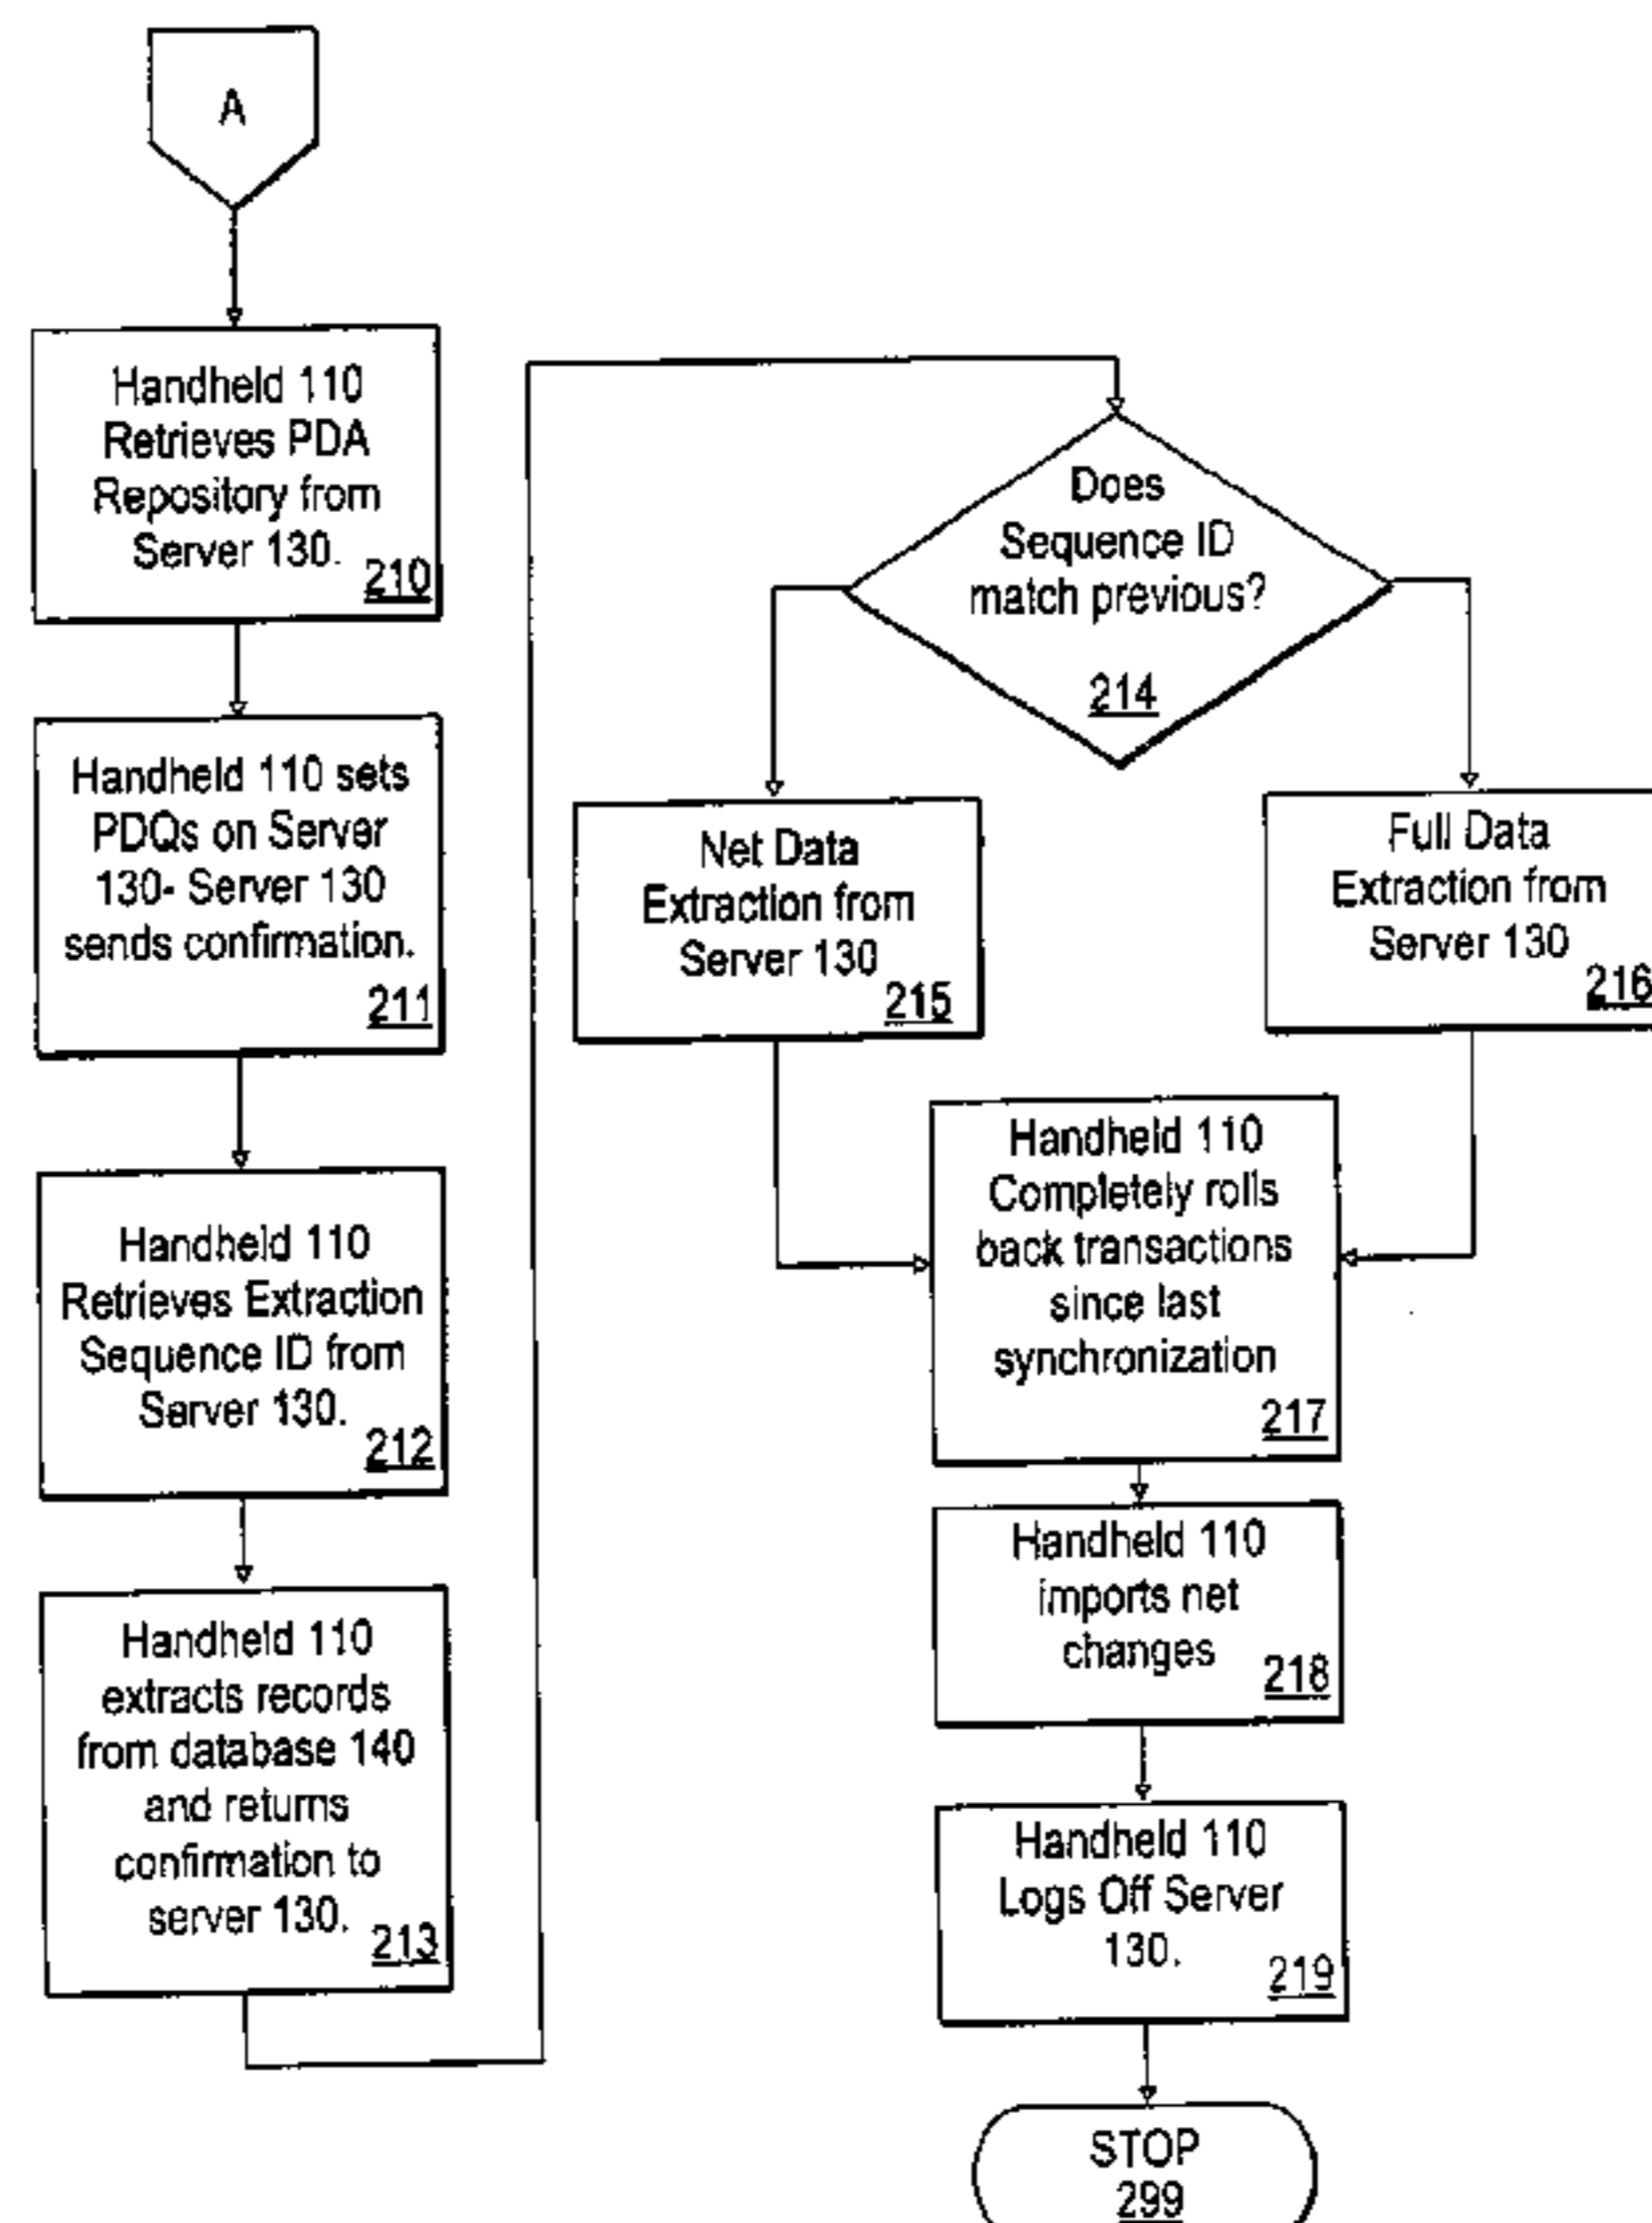 A
Handheld 110
Retrieves PDA
Repository from
Server 130.
210
Handheld 110 sets
PDQs on Server
130- Server 130
sends confirmation.
211
Handheld 110
Retrieves Extraction
Sequence ID from
Server 130.
212
Handheld 110
extracts records
from database 140
and returns
confirmation to
server 130.
213
Does
Sequence ID
match previous?
214
Net Data
Extraction from
Server 130
215
Full Data
Extraction from
Server 130
216
Handheld 110
Completely rolls
back transactions
since last
synchronization
217
Handheld 110
imports net
changes
218
Handheld 110
Logs Off Server
130.
219
STOP
299